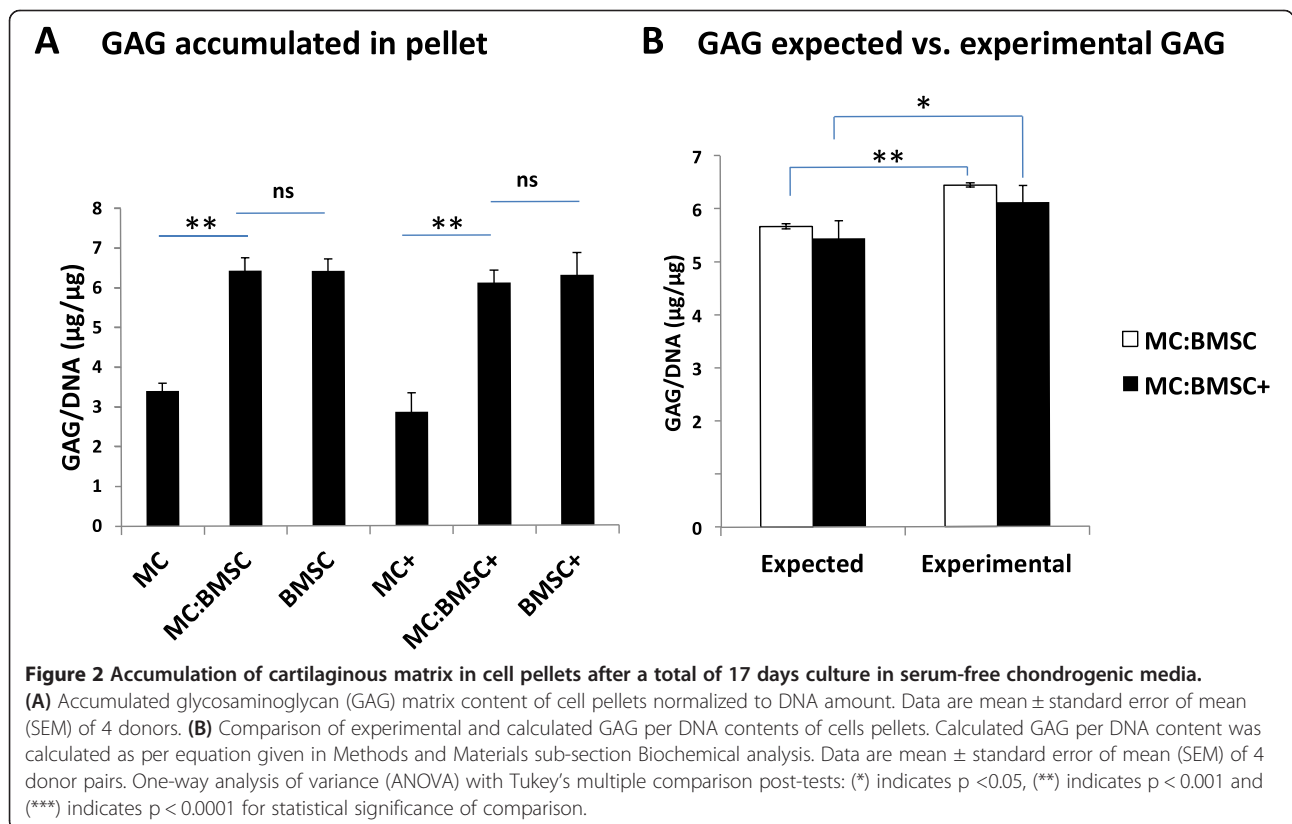 A GAG accumulated in pellet
B GAG expected vs. experimental GAG
GAG/DNA (µg/µg)
8
7
6
5
4
3
2
1
0
**
ns
**
ns
MC
MC:BMSC
BMSC
MC+
MC:BMSC+
BMSC+
GAG/DNA (µg/µg)
7
6
5
4
3
2
0
**
*
Expected
Experimental
MC:BMSC
MC:BMSC+
Figure 2 Accumulation of cartilaginous matrix in cell pellets after a total of 17 days culture in serum-free chondrogenic media.
(A) Accumulated glycosaminoglycan (GAG) matrix content of cell pellets normalized to DNA amount. Data are mean ± standard error of mean
(SEM) of 4 donors. (B) Comparison of experimental and calculated GAG per DNA contents of cells pellets. Calculated GAG per DNA content was
calculated as per equation given in Methods and Materials sub-section Biochemical analysis. Data are mean ± standard error of mean (SEM) of 4
donor pairs. One-way analysis of variance (ANOVA) with Tukey's multiple comparison post-tests: (*) indicates p <0.05, (**) indicates p < 0.001 and
(***) indicates p < 0.0001 for statistical significance of comparison.